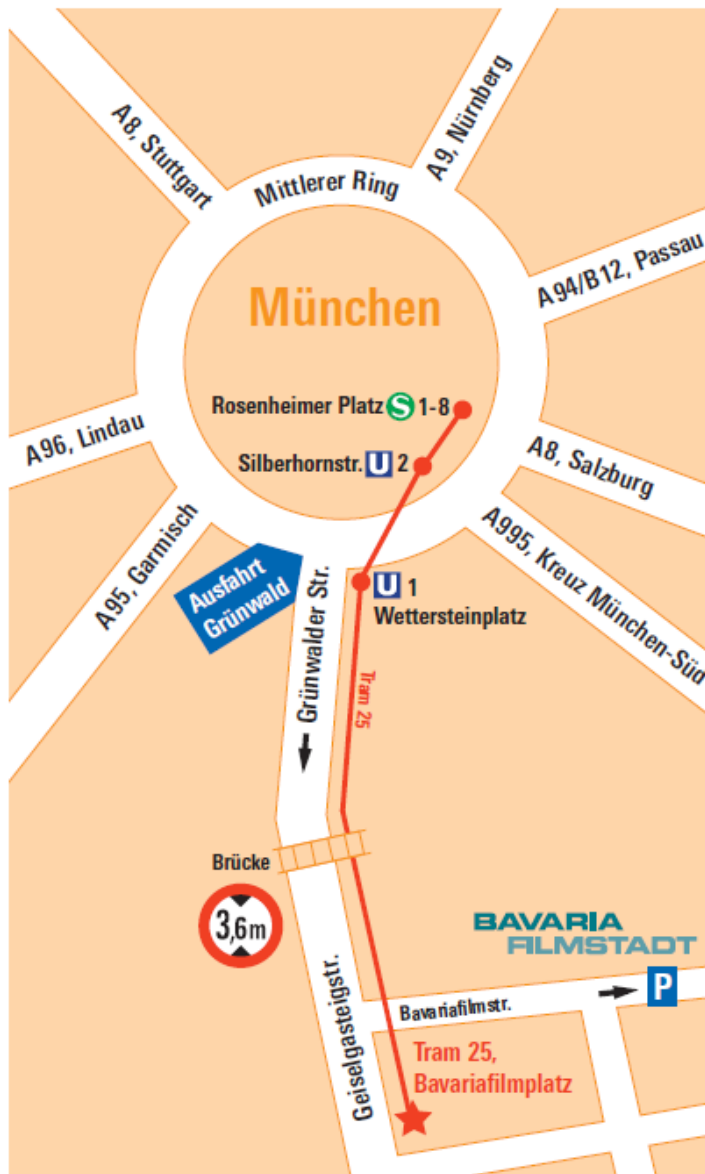 A8, Stuttgart
Mittlerer Ring
A9, Nürnberg
A94/B12, Passau
München
Rosenheimer Platz S 1-8
Silberhornstr. U 2
A96, Lindau
A8, Salzburg
A95, Garmisch
A995, Kreuz München-Süd
Ausfahrt
Grünwald
Grünwalder Str.
U 1
Wettersteinplatz
Tram 25
Brücke
3,6m
BAVARIA
FILMSTADT
Geiselgasteigstr.
Bavariafilmstr.
P
Tram 25,
Bavariafilmplatz